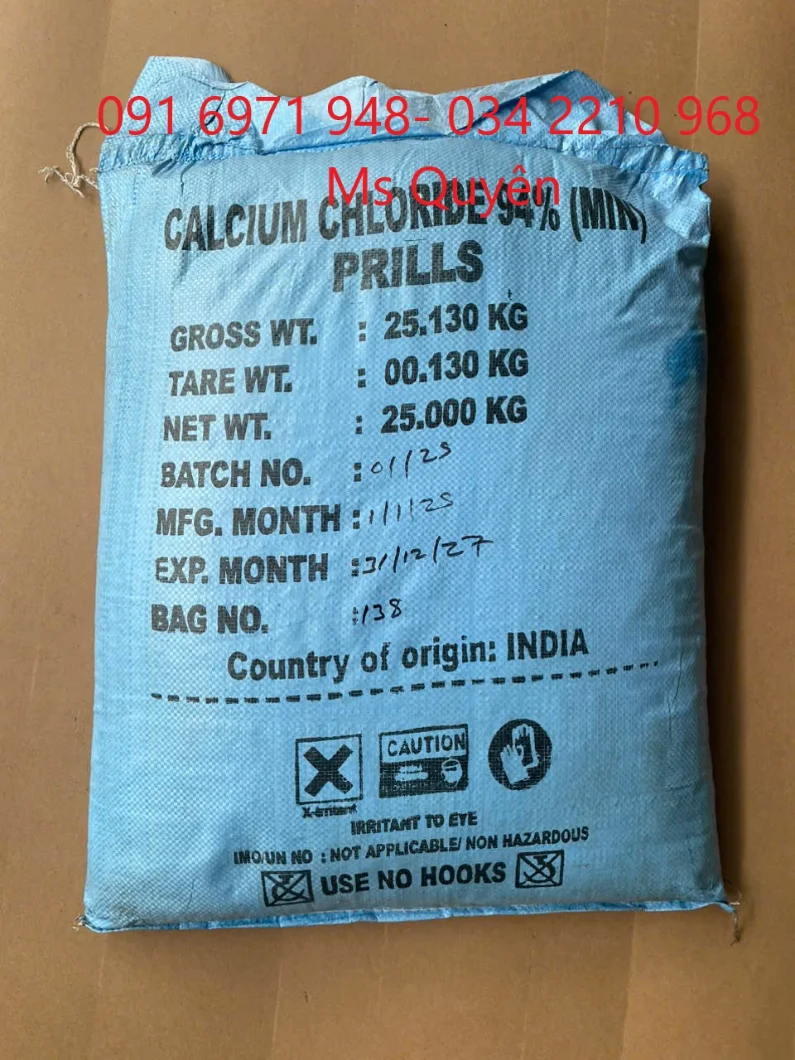 091 6971 948- 034 2210 968
Ms Quyên
CALCIUM CHLORIDE 94% (MIN)
PRILLS
GROSS WT. : 25.130 KG
TARE WT. : 00.130 KG
NET WT. : 25.000 KG
BATCH NO. : 01/25
MFG. MONTH : 1/1/25
EXP. MONTH : 31/12/27
BAG NO. : 138
Country of origin: INDIA
CAUTION
X-Irritant
IRRITANT TO EYE
IMO/UN NO : NOT APPLICABLE/ NON HAZARDOUS
USE NO HOOKS